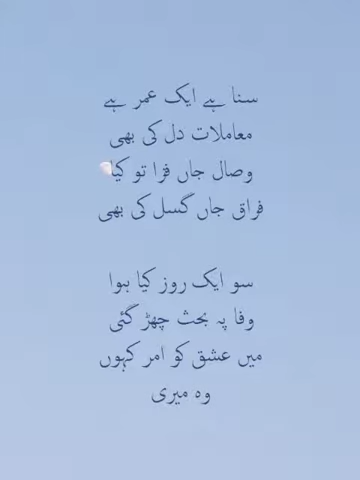 سنا ہے ایک عمر ہے
معاملات دل کی بھی
وصال جاں فزا تو کیا
فراق جاں گسل کی بھی
سو ایک روز کیا ہوا
وفا پہ بحث چھڑ گئی
میں عشق کو امر کہوں
وہ میری